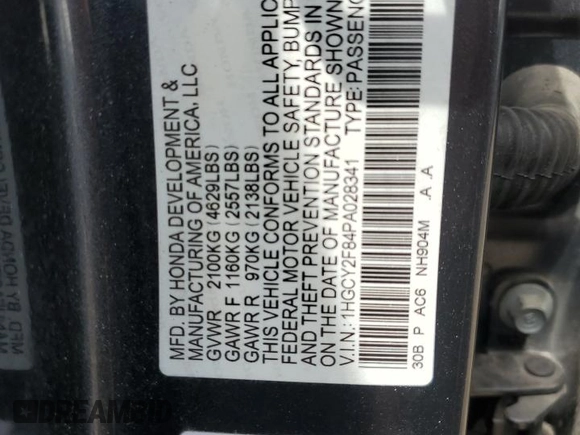 MFD. BY HONDA DEVELOPMENT &
MANUFACTURING OF AMERICA, LLC
GVWR 2100KG (4629LBS)
GAWR F 1160KG (2557LBS)
GAWR R 970KG (2138LBS)
THIS VEHICLE CONFORMS TO ALL APPLIC
FEDERAL MOTOR VEHICLE SAFETY, BUMP
AND THEFT PREVENTION STANDARDS IN
ON THE DATE OF MANUFACTURE SHOWN
V.I.N.: 1HGCY2F84PA028341 TYPE: PASSENG
30B P AC6 NH904M .A .A
DREAMBID.COM